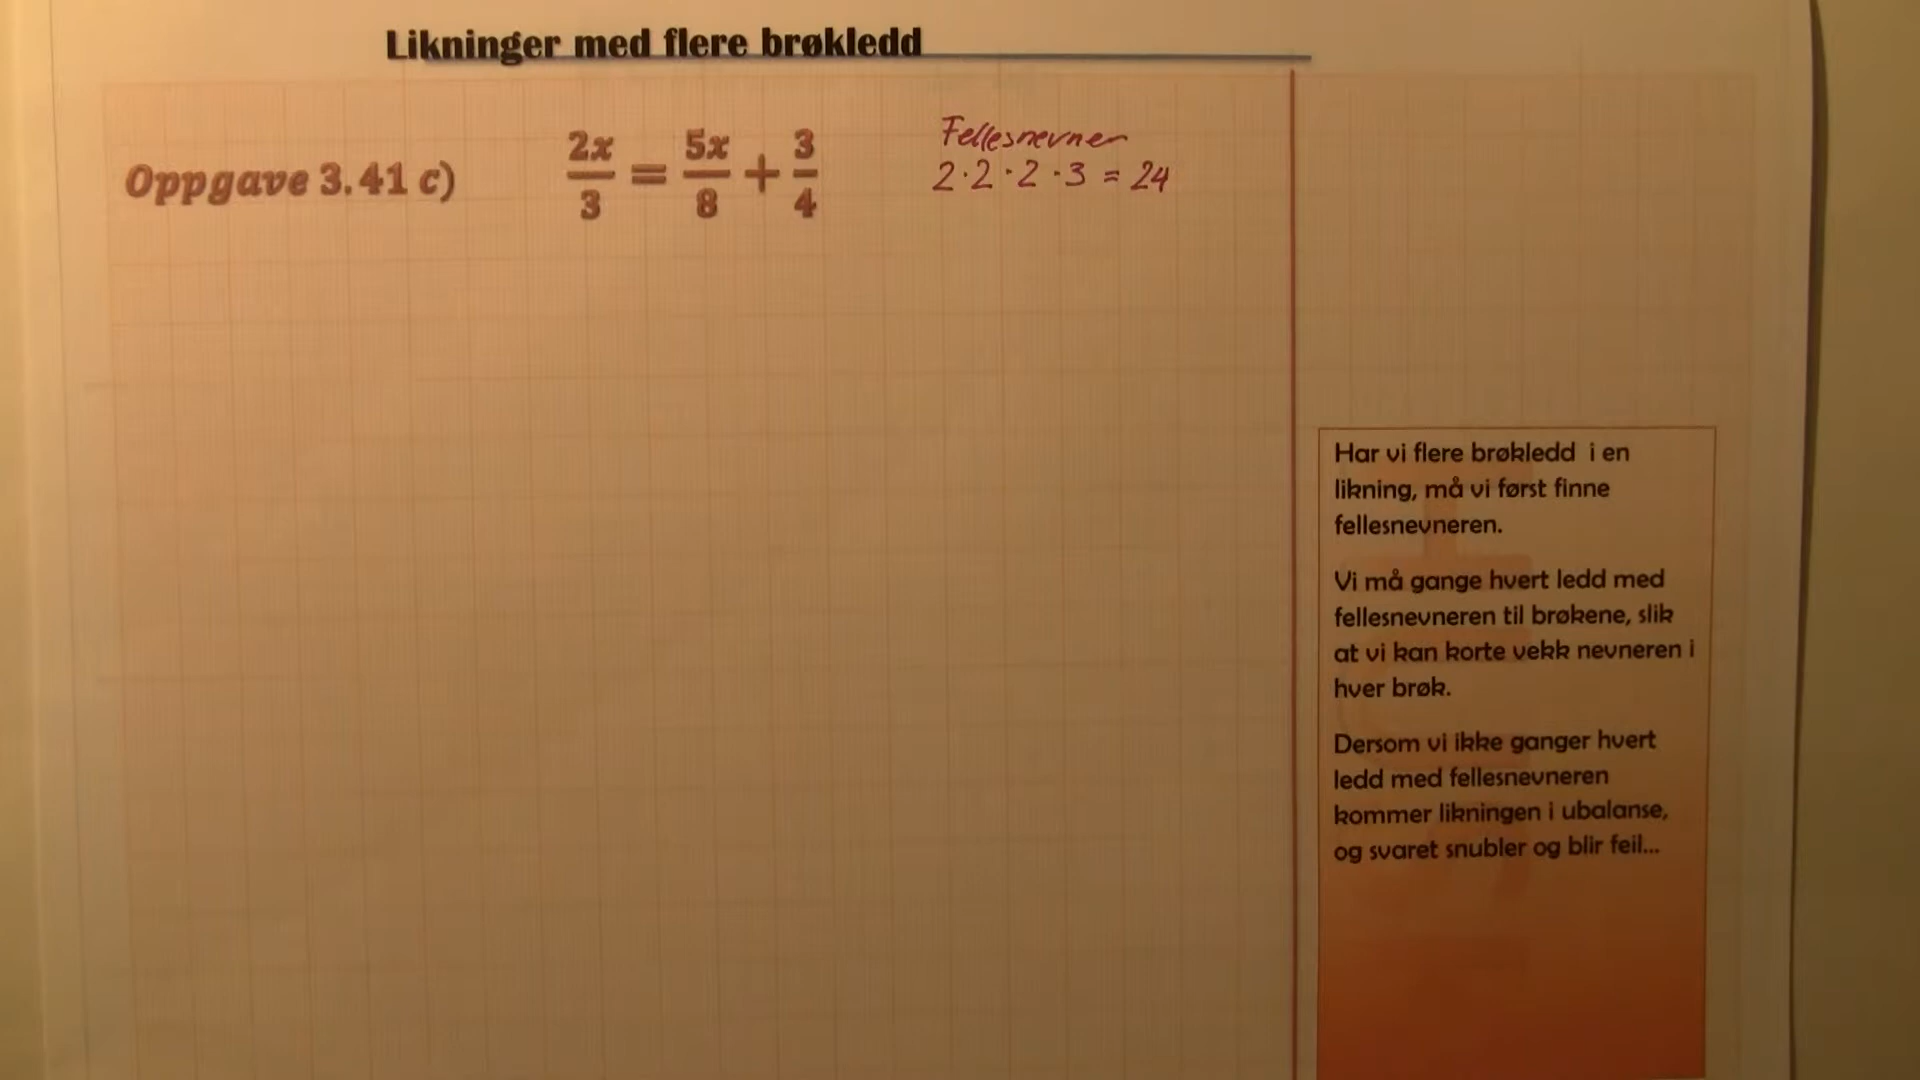 Likninger med flere brøkledd
Oppgave 3.41 c)
2x/3 = 5x/8 + 3/4
Fellesnevner
2·2·2·3 = 24
Har vi flere brøkledd i en
likning, må vi først finne
fellesnevneren.
Vi må gange hvert ledd med
fellesnevneren til brøkene, slik
at vi kan korte vekk nevneren i
hver brøk.
Dersom vi ikke ganger hvert
ledd med fellesnevneren
kommer likningen i ubalanse,
og svaret snubler og blir feil...